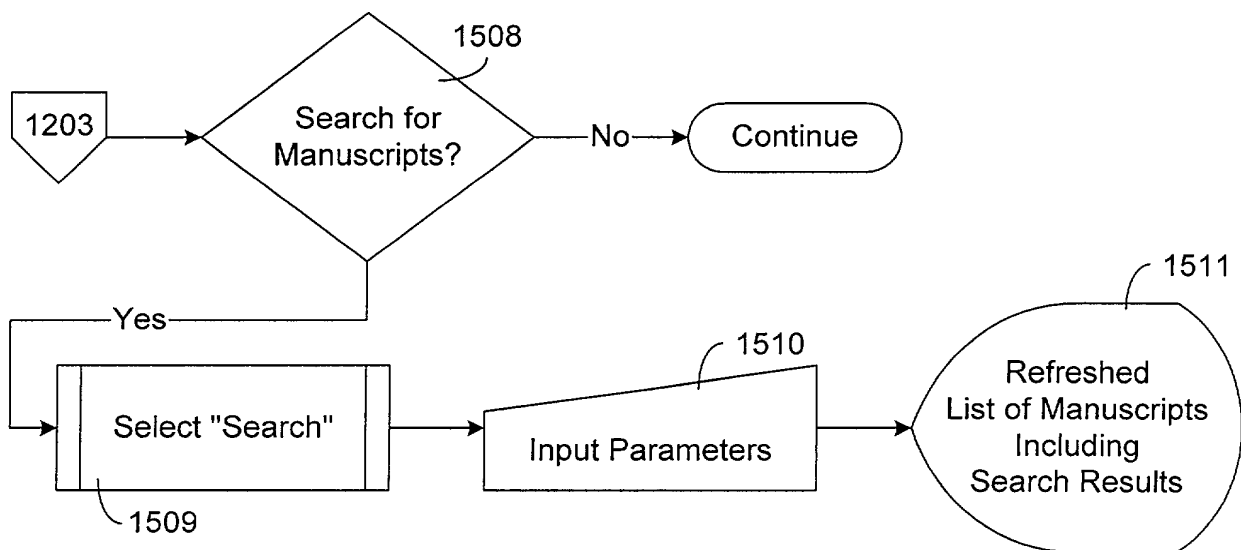 1508
1203
Search for
Manuscripts?
No
Continue
Yes
1511
1510
Select "Search"
Input Parameters
Refreshed
List of Manuscripts
Including
Search Results
1509